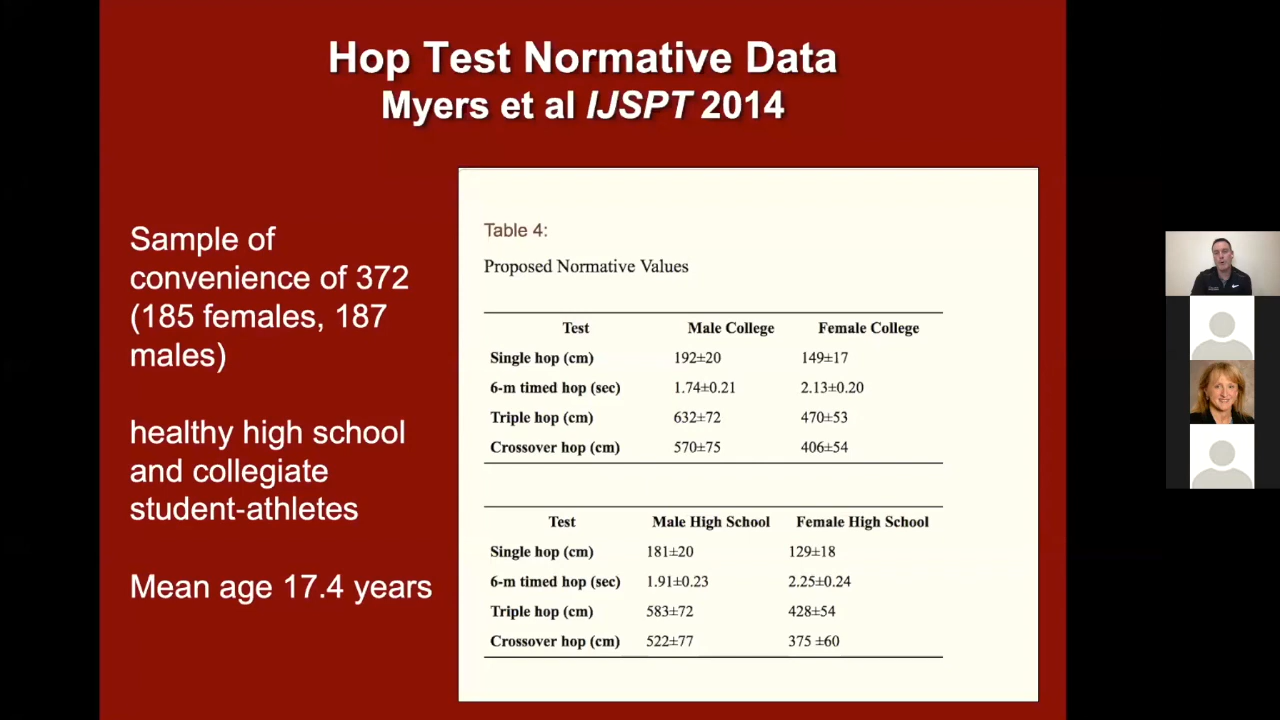 Hop Test Normative Data
Myers et al IJSPT 2014
Sample of
convenience of 372
(185 females, 187
males)
healthy high school
and collegiate
student-athletes
Mean age 17.4 years
Table 4:
Proposed Normative Values
Test Male College Female College
Single hop (cm) 192±20 149±17
6-m timed hop (sec) 1.74±0.21 2.13±0.20
Triple hop (cm) 632±72 470±53
Crossover hop (cm) 570±75 406±54
Test Male High School Female High School
Single hop (cm) 181±20 129±18
6-m timed hop (sec) 1.91±0.23 2.25±0.24
Triple hop (cm) 583±72 428±54
Crossover hop (cm) 522±77 375 ±60